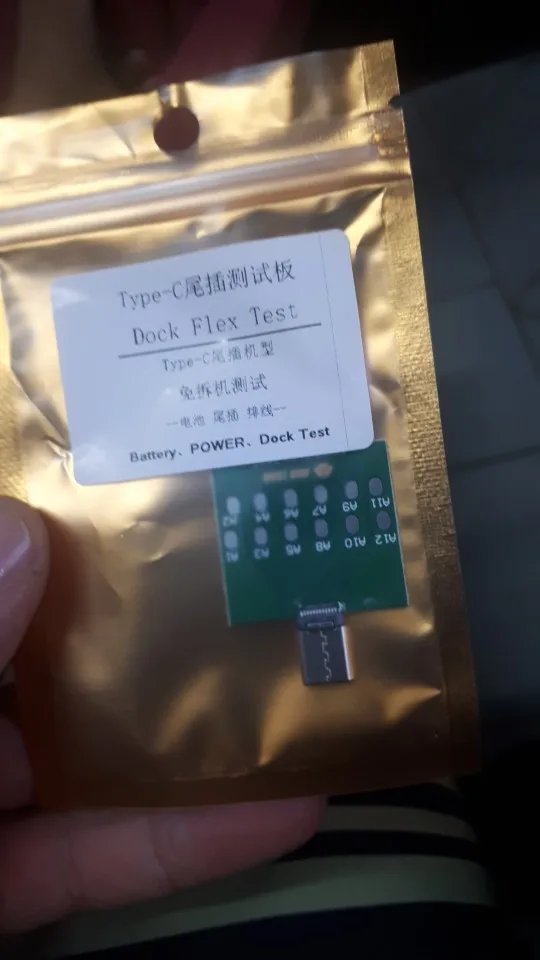 Type-C尾插测试板
Dock Flex Test
Type-C尾插机型
免拆机测试
--电池 尾插 排线--
Battery、POWER、Dock Test
A2 A4 A6 A7 A9 A11
A1 A3 A5 A8 A10 A12